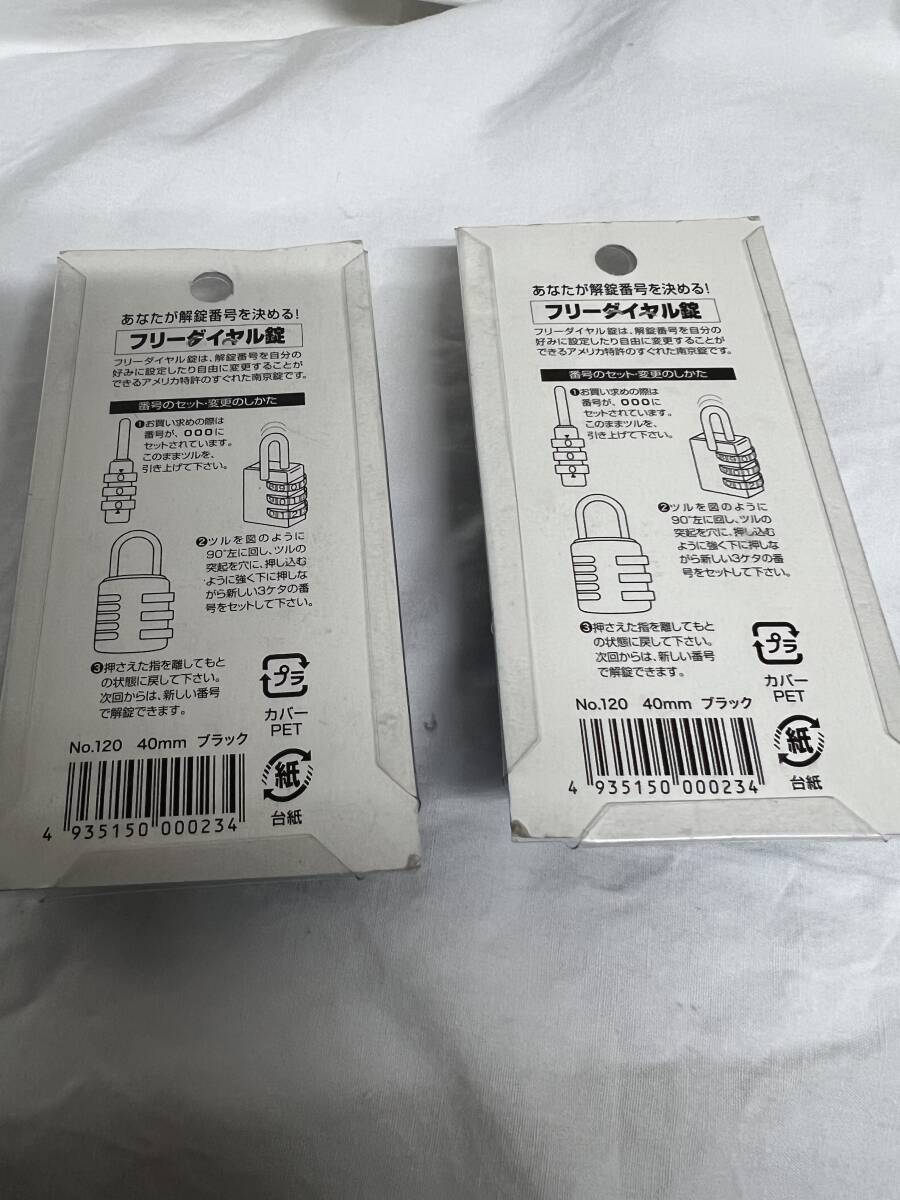 あなたが解錠番号を決める!
フリーダイヤル錠
フリーダイヤル錠は、解錠番号を自分の
好みに設定したり自由に変更することが
できるアメリカ特許のすぐれた南京錠です。
番号のセット・変更のしかた
❶お買い求めの際は
番号が、000に
セットされています。
このままツルを、
引き上げて下さい。
❷ツルを図のように
90°左に回し、ツルの
突起を穴に、押し込む
ように強く下に押しな
がら新しい3ケタの番
号をセットして下さい。
❸押さえた指を離してもと
の状態に戻して下さい。
次回からは、新しい番号
で解錠できます。
プラ
カバー
PET
No.120 40mm ブラック
紙
台紙
4 935150 000234
あなたが解錠番号を決める!
フリーダイヤル錠
フリーダイヤル錠は、解錠番号を自分の
好みに設定したり自由に変更することが
できるアメリカ特許のすぐれた南京錠です。
番号のセット・変更のしかた
❶お買い求めの際は
番号が、000に
セットされています。
このままツルを、
引き上げて下さい。
❷ツルを図のように
90°左に回し、ツルの
突起を穴に、押し込む
ように強く下に押しな
がら新しい3ケタの番
号をセットして下さい。
❸押さえた指を離してもと
の状態に戻して下さい。
次回からは、新しい番号
で解錠できます。
プラ
カバー
PET
No.120 40mm ブラック
紙
台紙
4 935150 000234